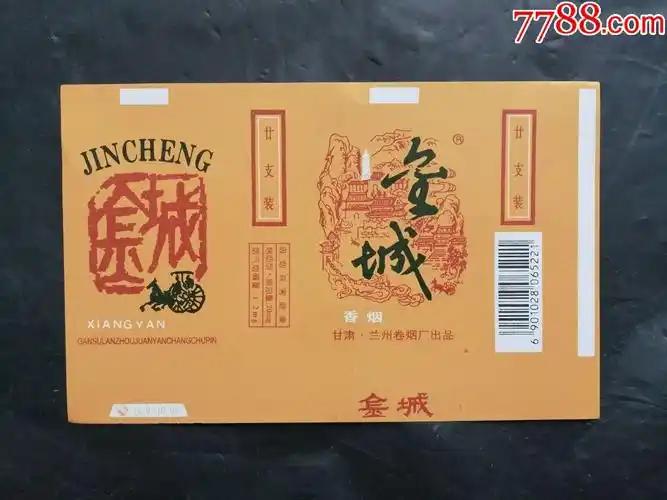 7788.com
JINCHENG
金城
XIANGYAN
GANSULANZHOUJUANYANCHANGCHUPIN
廿支装
金城
®
香烟
甘肃·兰州卷烟厂出品
金城
廿支装
6 901028 065221